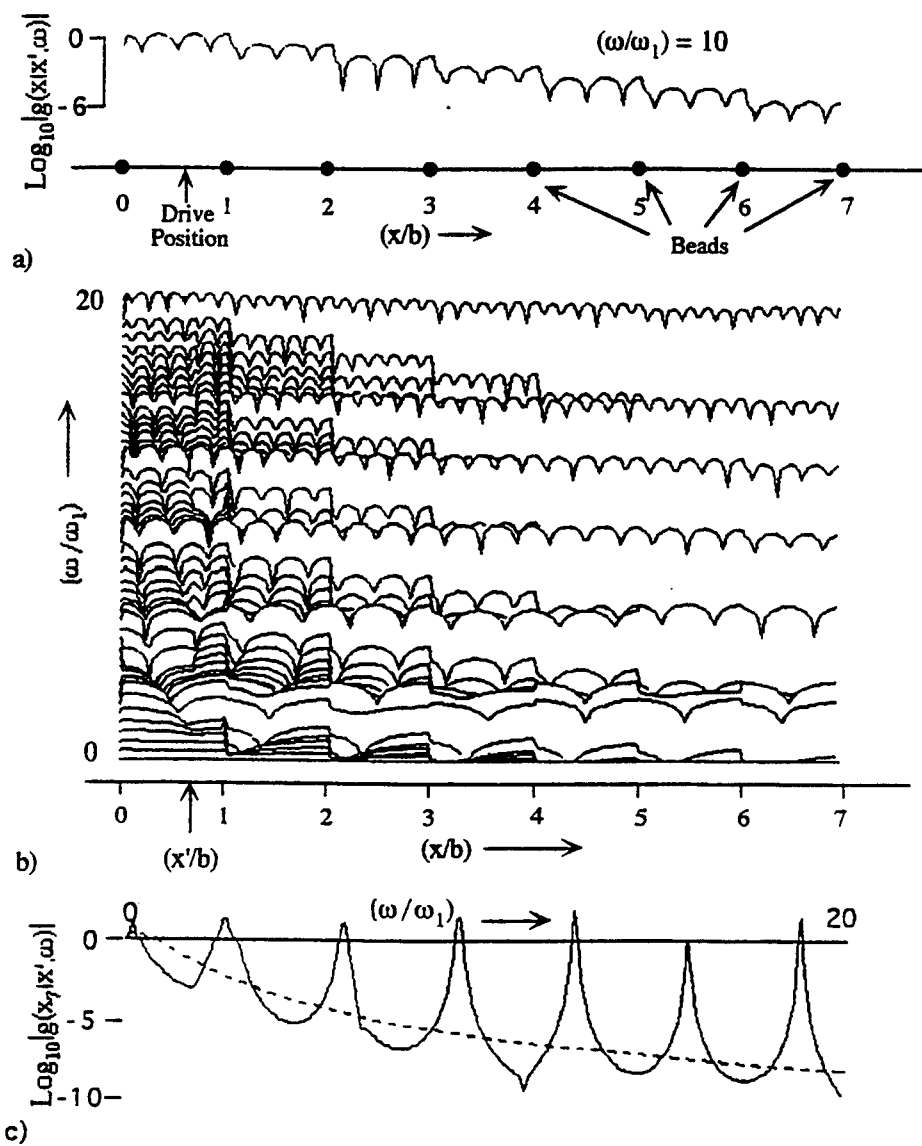 Log10|g(x|x',ω)|
0
-6
(ω/ω1) = 10
0 1 2 3 4 5 6 7
Drive
Position
(x/b)
Beads
a)
20
(ω/ω1)
0
0 1 2 3 4 5 6 7
(x'/b)
(x/b)
b)
0
(ω/ω1)
20
Log10|g(x7|x',ω)|
0
-5
-10
c)